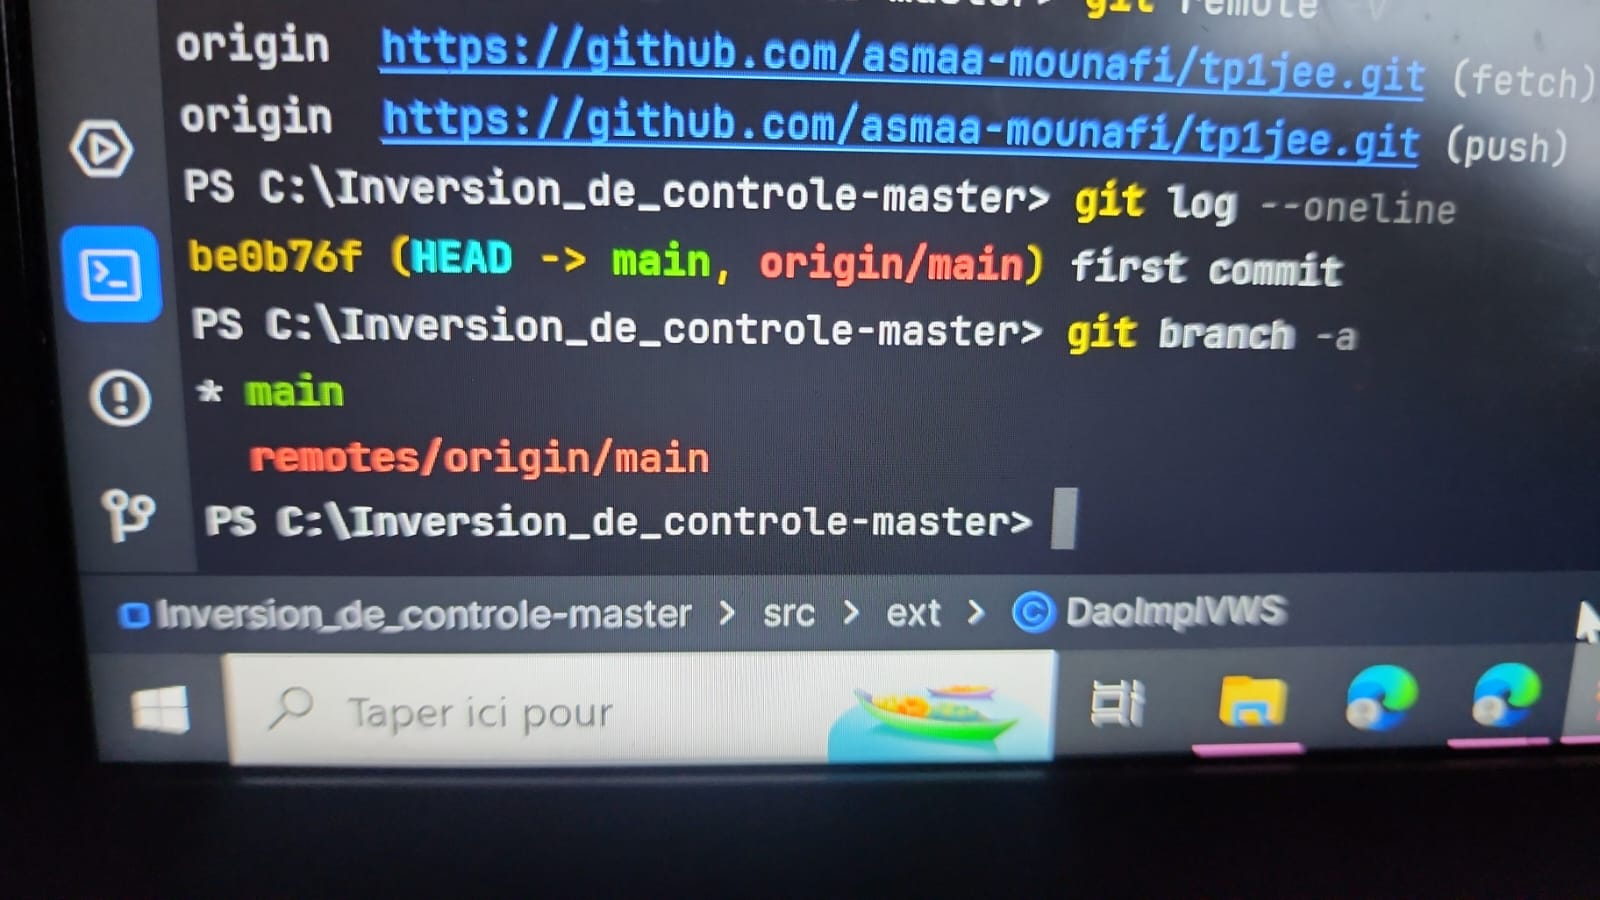 git remote -v
origin https://github.com/asmaa-mounafi/tp1jee.git (fetch)
origin https://github.com/asmaa-mounafi/tp1jee.git (push)
PS C:\Inversion_de_controle-master> git log --oneline
be0b76f (HEAD -> main, origin/main) first commit
PS C:\Inversion_de_controle-master> git branch -a
* main
remotes/origin/main
PS C:\Inversion_de_controle-master>
Inversion_de_controle-master > src > ext > C DaoImplVWS
Taper ici pour